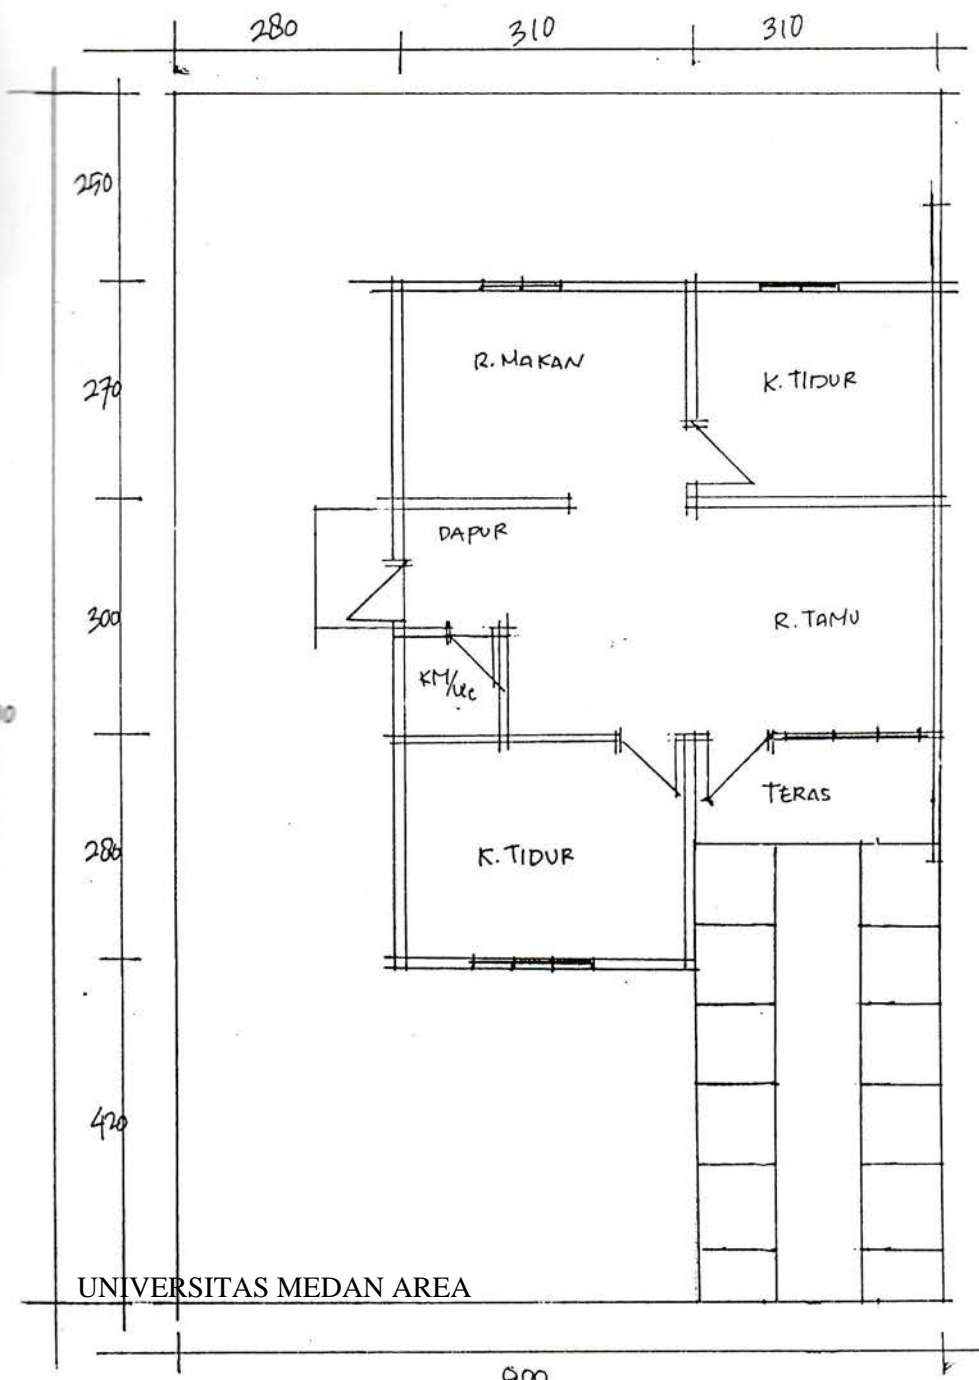 280 310 310
250
270
300
280
420
R. MAKAN
K. TIDUR
DAPUR
R. TAMU
KM/WC
TERAS
K. TIDUR
UNIVERSITAS MEDAN AREA
900